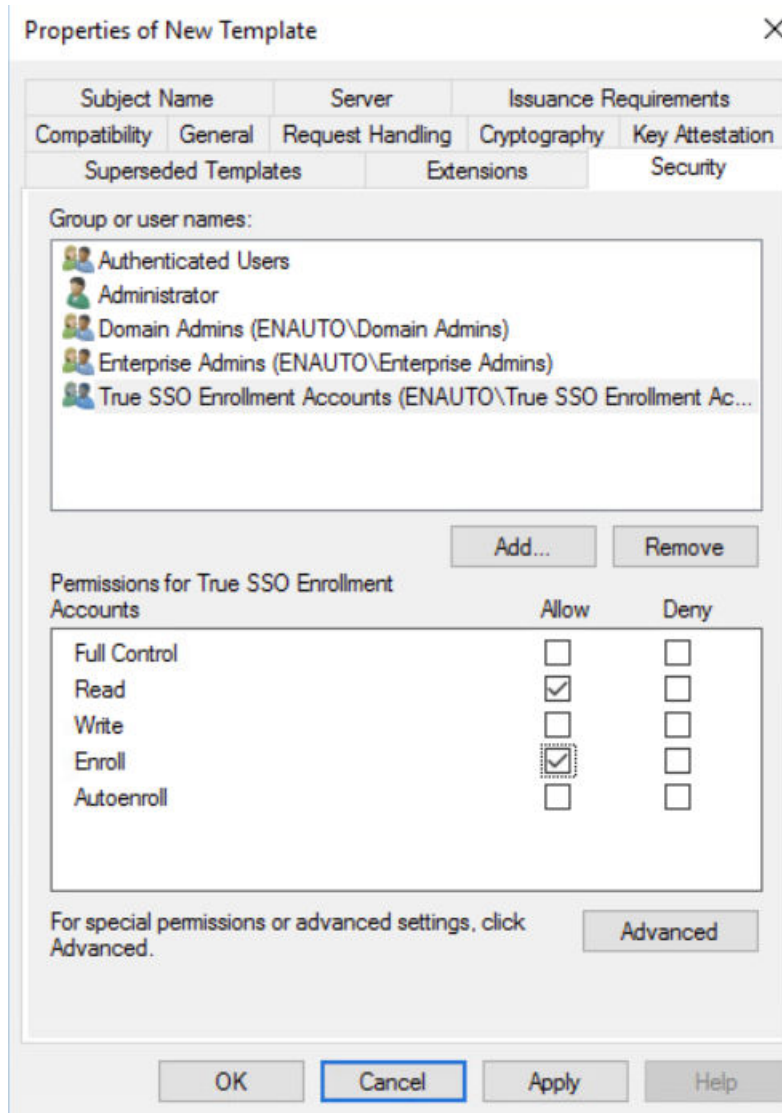 Properties of New Template
Subject Name Server Issuance Requirements
Compatibility General Request Handling Cryptography Key Attestation
Superseded Templates Extensions Security
Group or user names:
Authenticated Users
Administrator
Domain Admins (ENAUTO\Domain Admins)
Enterprise Admins (ENAUTO\Enterprise Admins)
True SSO Enrollment Accounts (ENAUTO\True SSO Enrollment Ac...
Add... Remove
Permissions for True SSO Enrollment
Accounts Allow Deny
Full Control
Read
Write
Enroll
Autoenroll
For special permissions or advanced settings, click
Advanced. Advanced
OK Cancel Apply Help